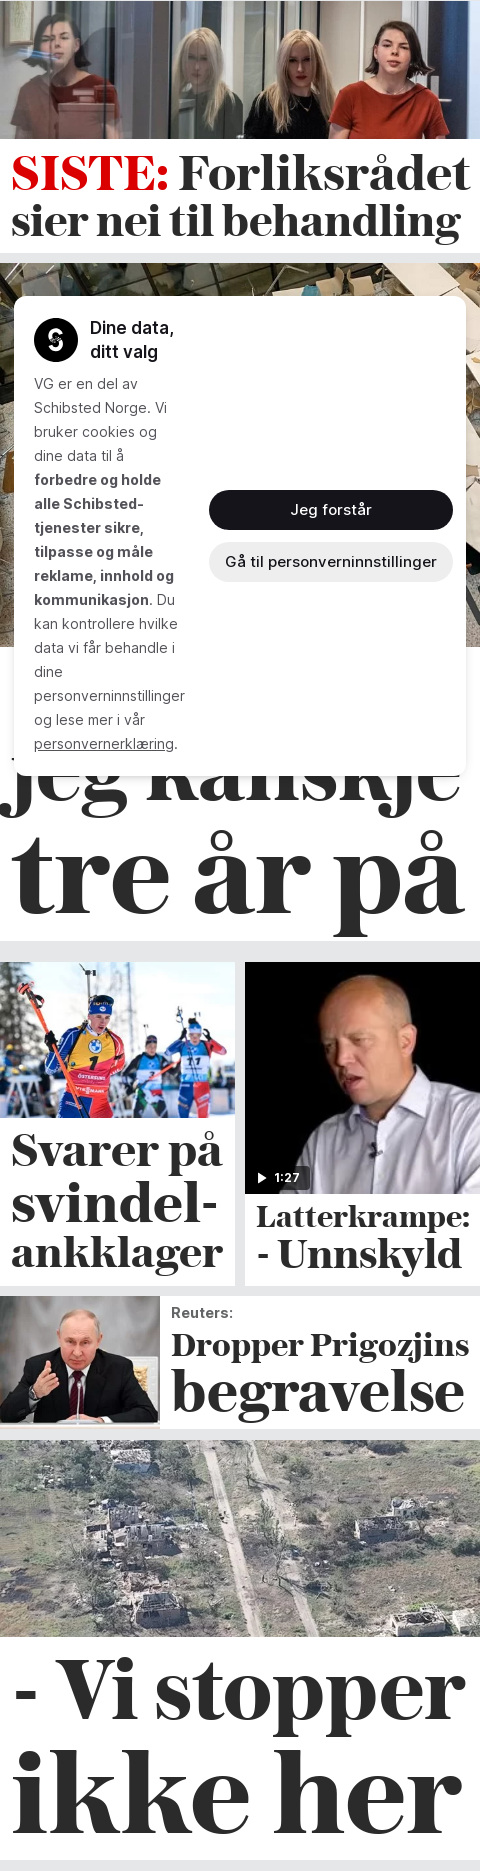 SISTE: Forliksrådet
sier nei til behandling
Dine data,
ditt valg
VG er en del av
Schibsted Norge. Vi
bruker cookies og
dine data til å
forbedre og holde
alle Schibsted-
tjenester sikre,
tilpasse og måle
reklame, innhold og
kommunikasjon. Du
kan kontrollere hvilke
data vi får behandle i
dine
personverninnstillinger
og lese mer i vår
personvernerklæring.
Jeg forstår
Gå til personverninnstillinger
jeg kanskje
tre år på
Svarer på
svindel-
ankklager
1:27
Latterkrampe:
- Unnskyld
Reuters:
Dropper Prigozjins
begravelse
- Vi stopper
ikke her